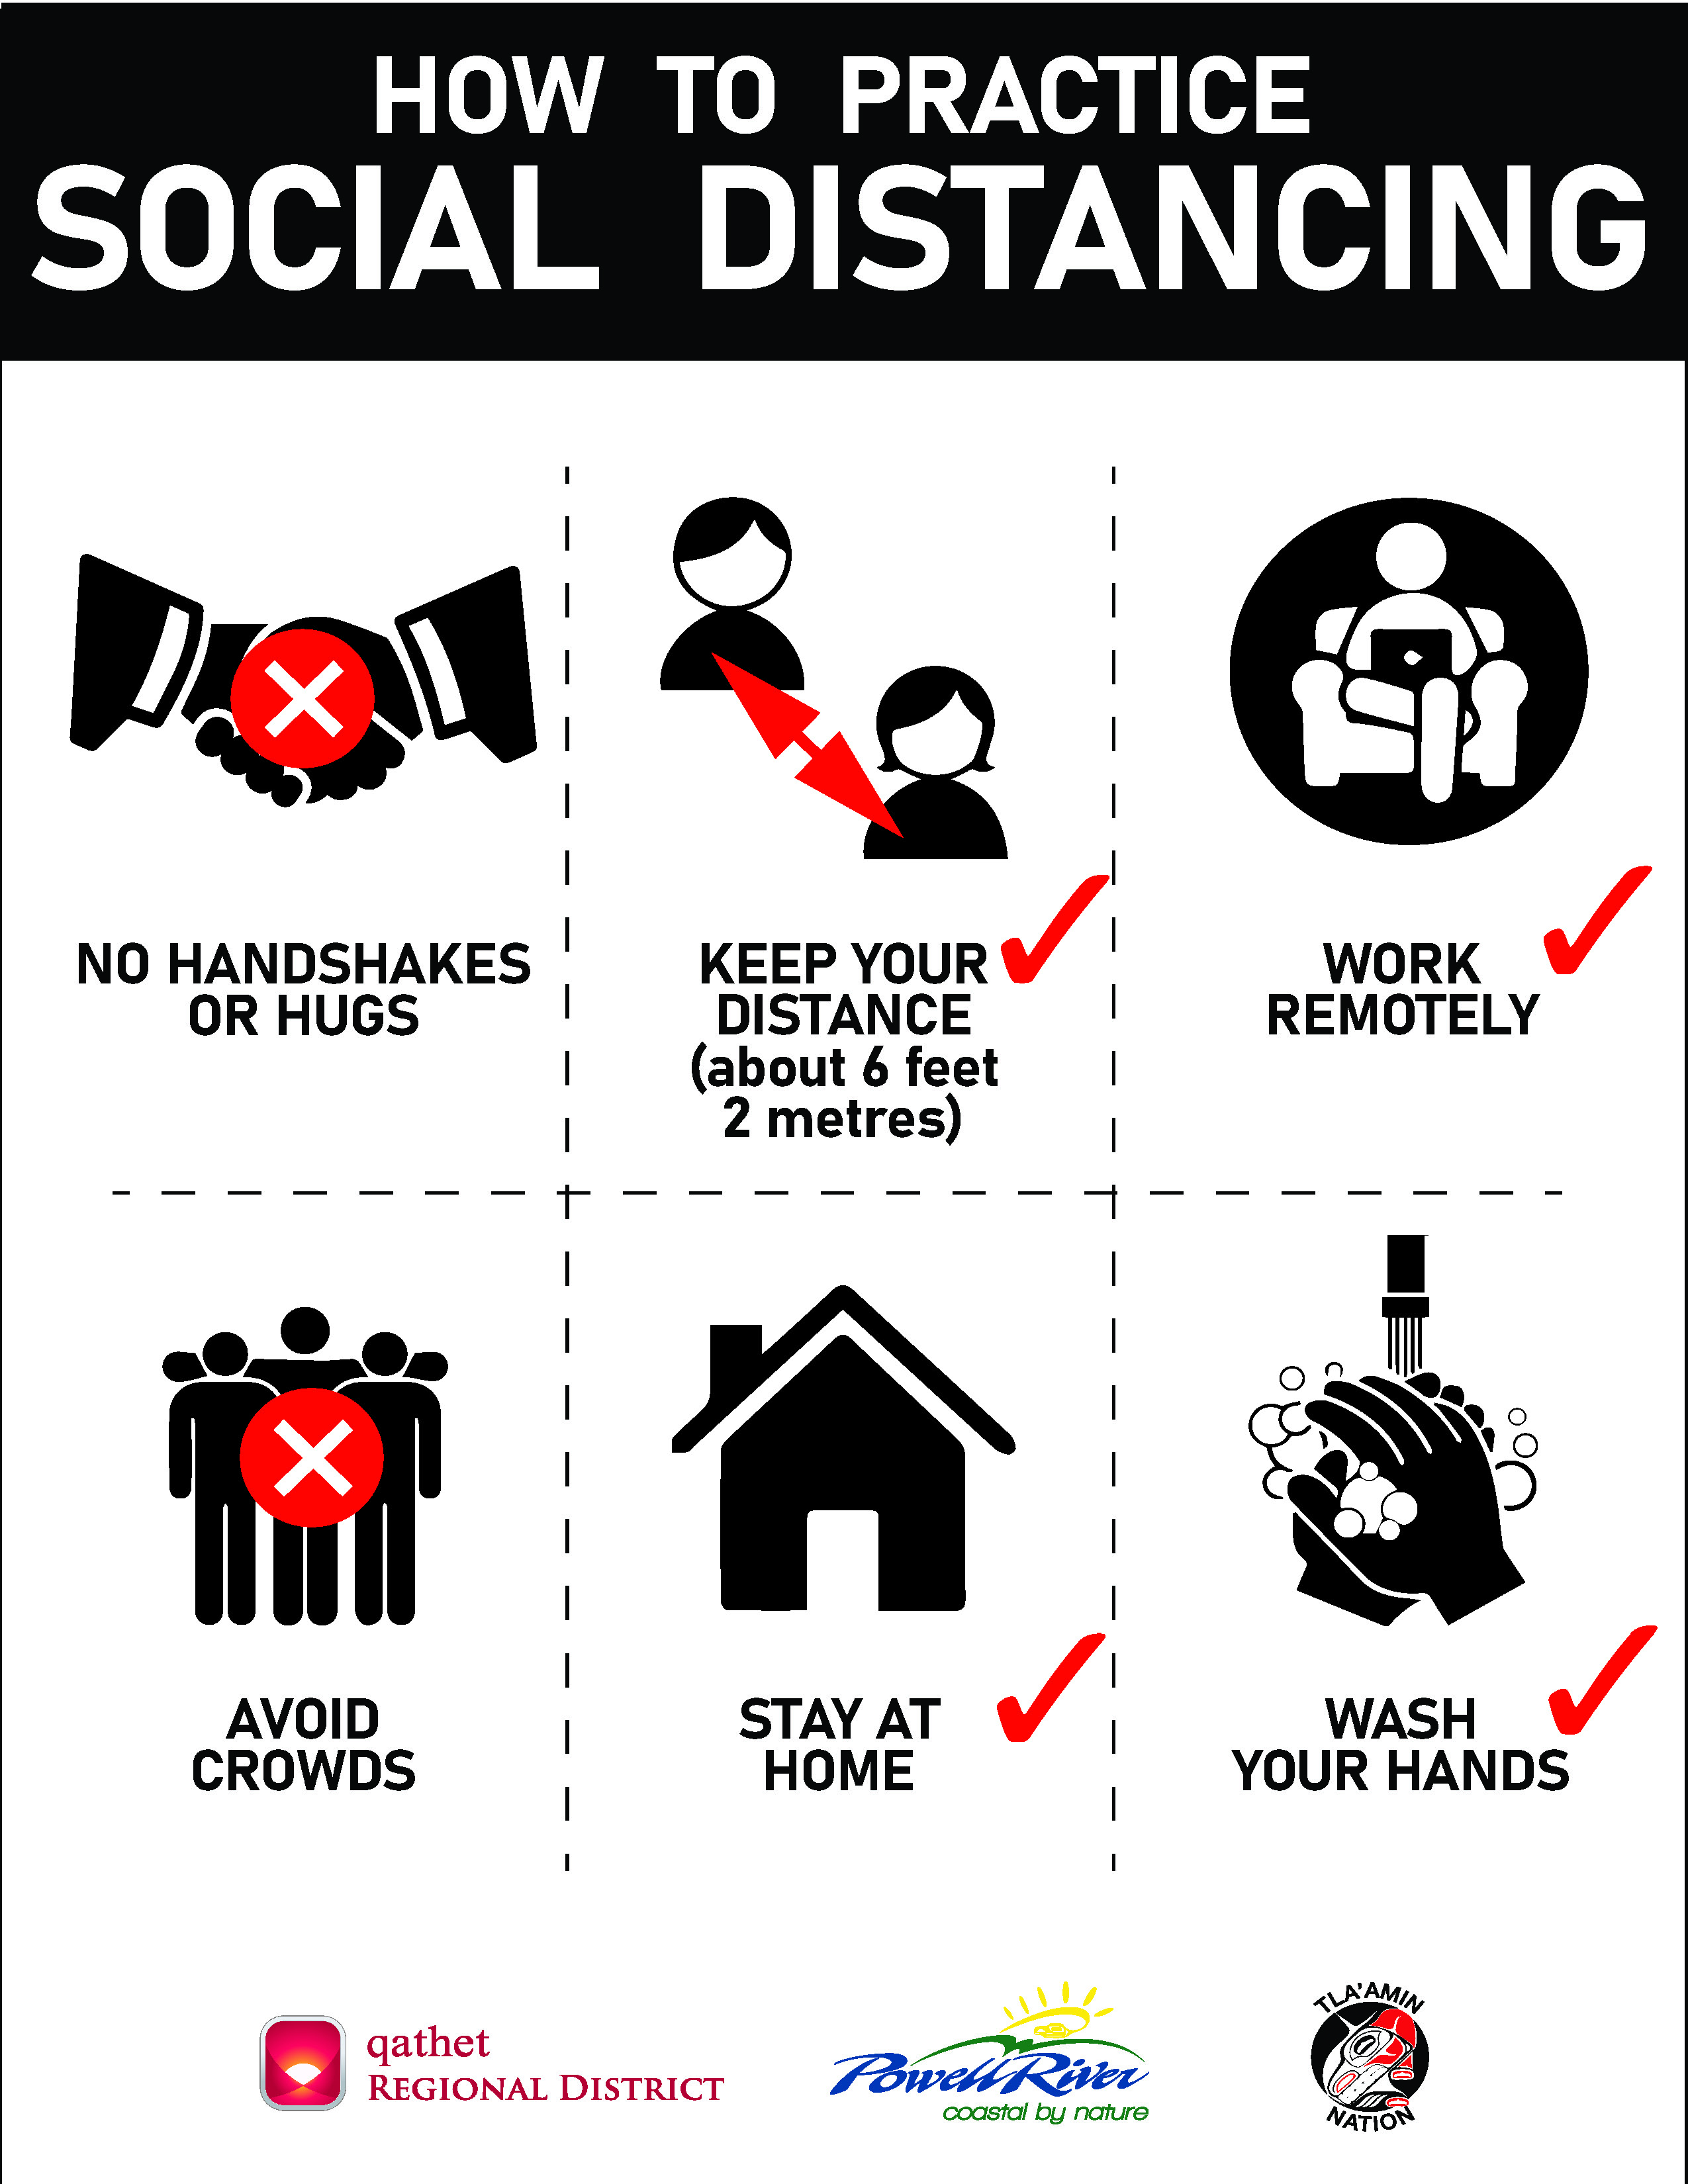 HOW TO PRACTICE
SOCIAL DISTANCING
NO HANDSHAKES
OR HUGS
KEEP YOUR
DISTANCE
(about 6 feet
2 metres)
WORK
REMOTELY
AVOID
CROWDS
STAY AT
HOME
WASH
YOUR HANDS
qathet
REGIONAL DISTRICT
Powell River
coastal by nature
TLA'AMIN
NATION